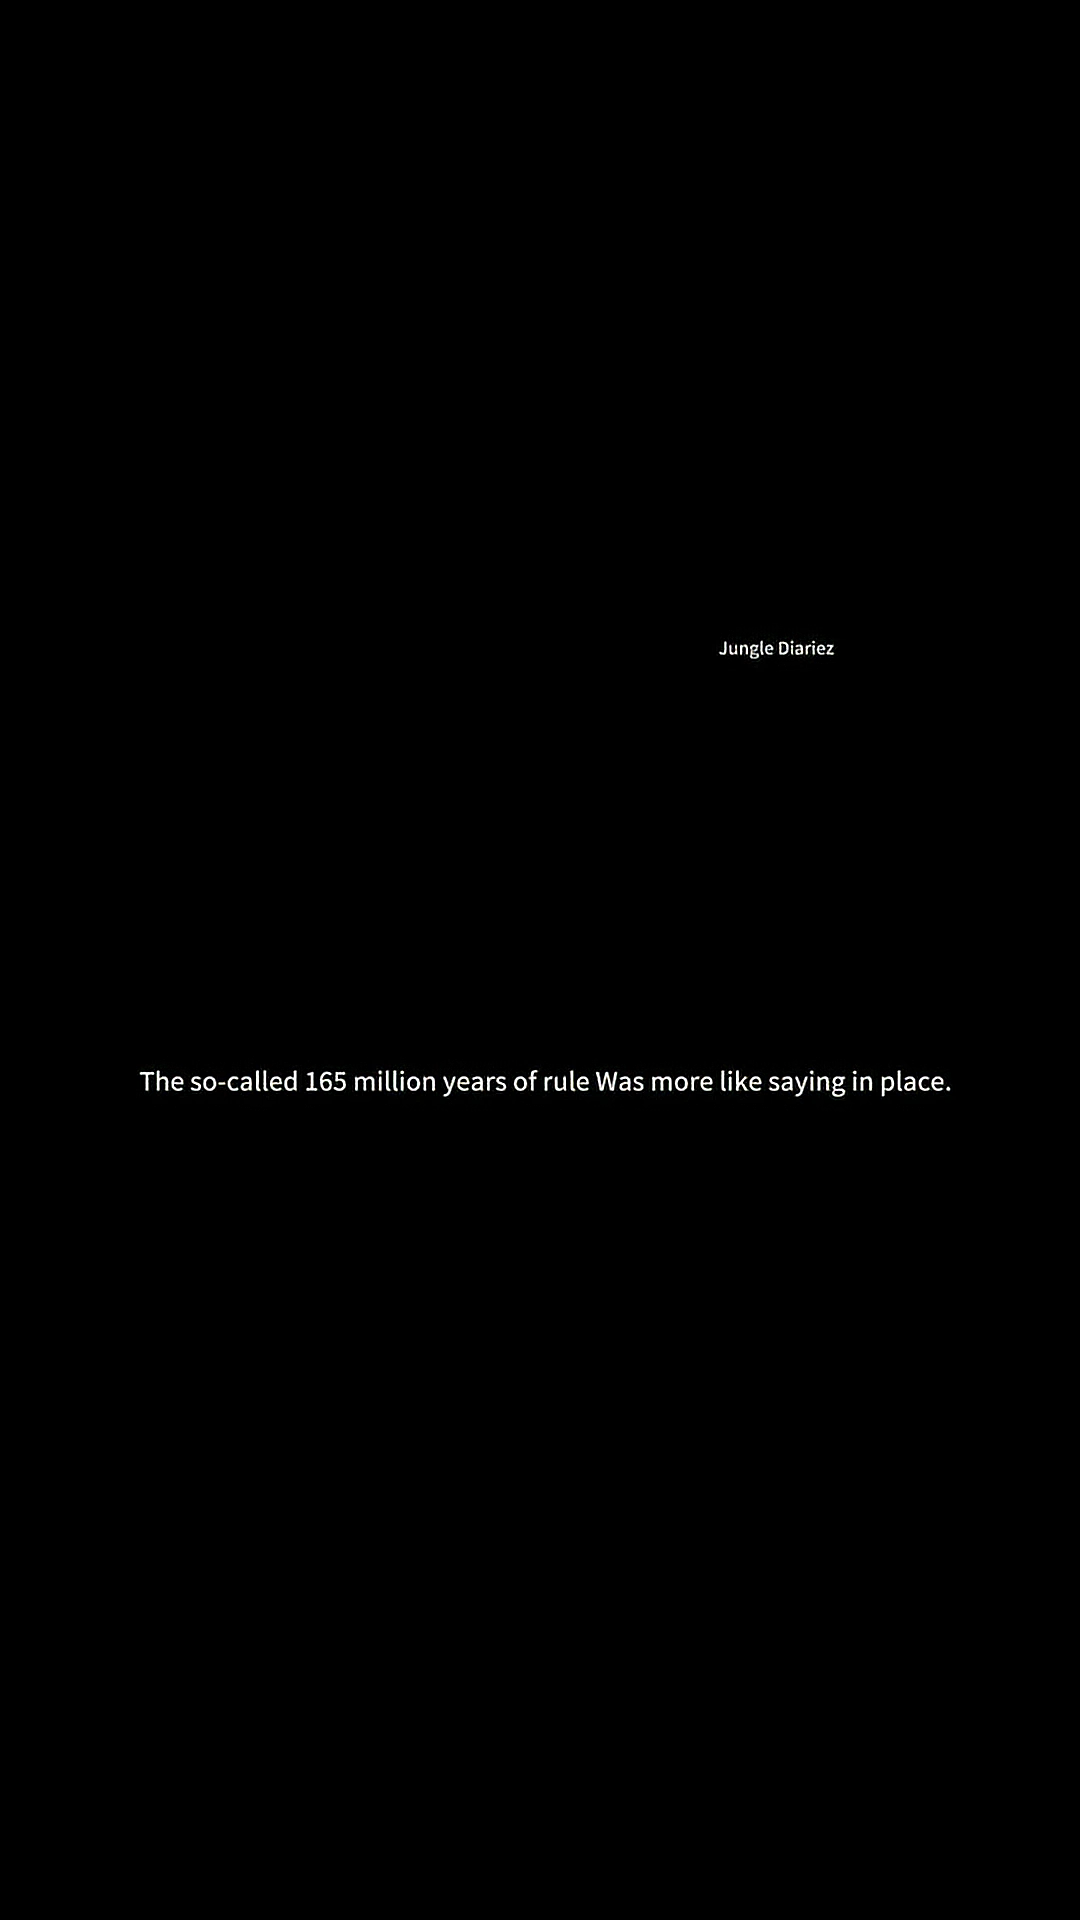 Jungle Diariez
The so-called 165 million years of rule Was more like saying in place.